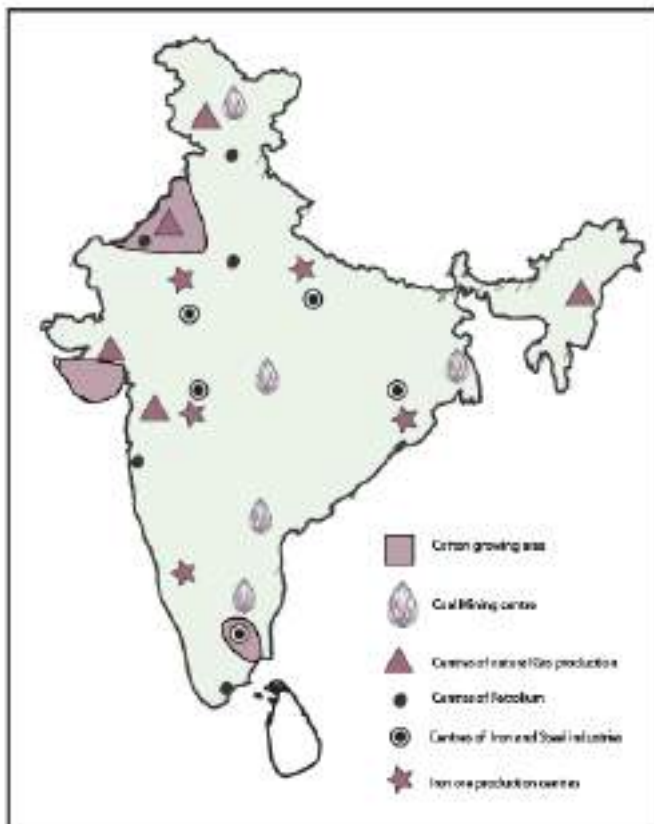 Cotton growing area
Coal Mining centre
Centres of natural Gas production
Centres of Petrolium
Centres of Iron and Steel industries
Iron ore production centres